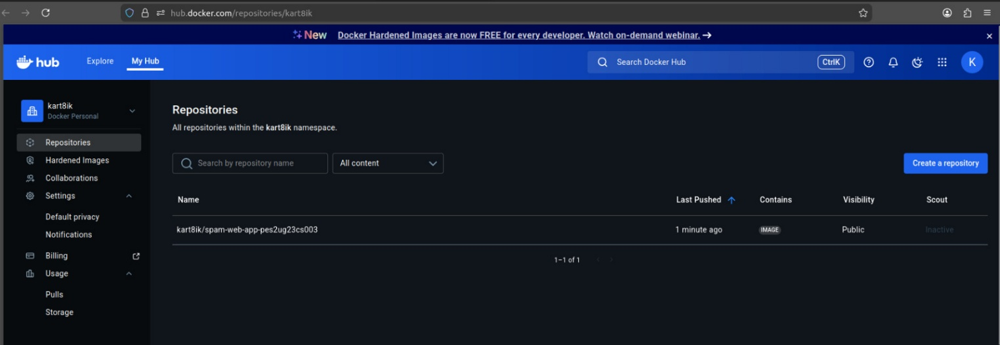 hub.docker.com/repositories/kart8ik
New Docker Hardened Images are now FREE for every developer. Watch on-demand webinar. →
hub Explore My Hub Search Docker Hub CtrlK K
kart8ik
Docker Personal
Repositories
Hardened Images
Collaborations
Settings
Default privacy
Notifications
Billing
Usage
Pulls
Storage
Repositories
All repositories within the kart8ik namespace.
Search by repository name All content Create a repository
Name Last Pushed Contains Visibility Scout
kart8ik/spam-web-app-pes2ug23cs003 1 minute ago IMAGE Public Inactive
1–1 of 1